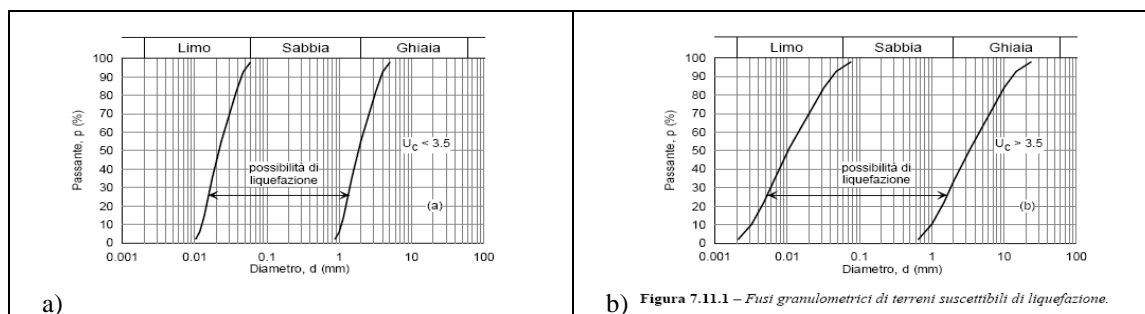 Limo Sabbia Ghiaia
100
90
80
70
60
50
40
30
20
10
0
Passante, p (%)
U_C < 3.5
possibilità di
liquefazione
(a)
0.001 0.01 0.1 1 10 100
Diametro, d (mm)
a)
Limo Sabbia Ghiaia
100
90
80
70
60
50
40
30
20
10
0
Passante, p (%)
U_C > 3.5
possibilità di
liquefazione
(b)
0.001 0.01 0.1 1 10 100
Diametro, d (mm)
b) Figura 7.11.1 – Fusi granulometrici di terreni suscettibili di liquefazione.